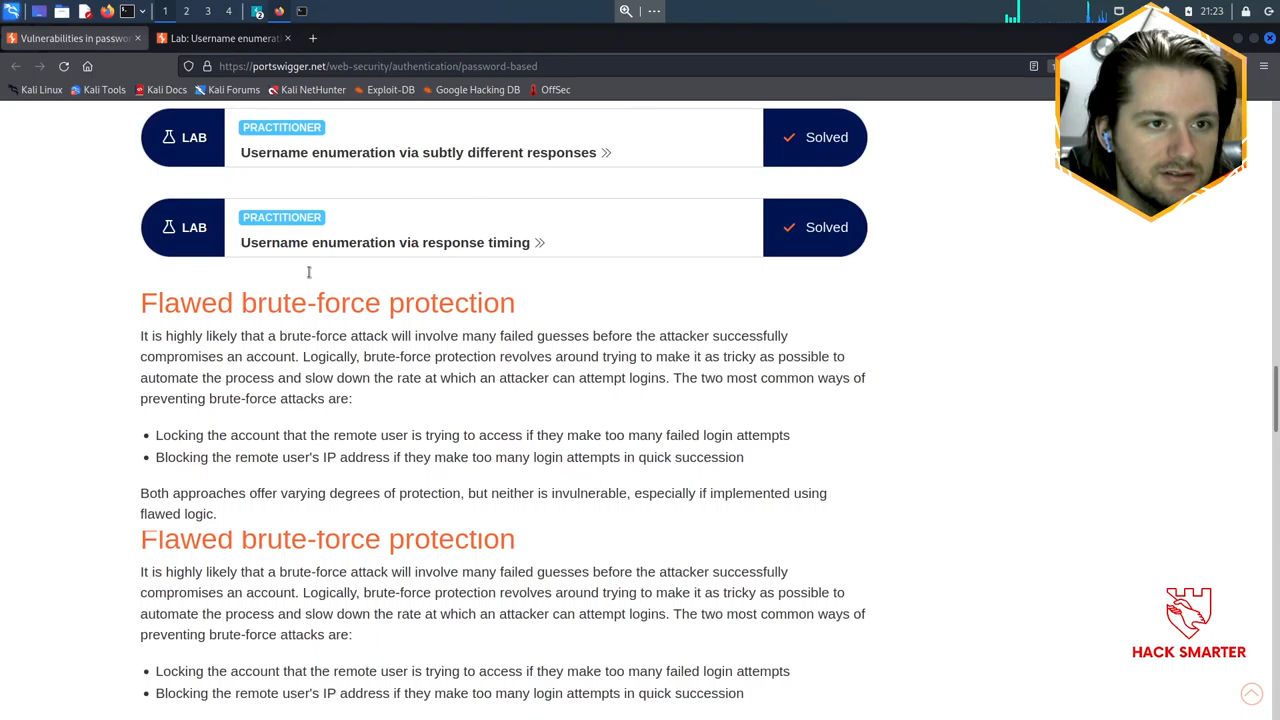 1 2 3 4 2 21:23
Vulnerabilities in passwo
Lab: Username enumerat
https://portswigger.net/web-security/authentication/password-based
Kali Linux Kali Tools Kali Docs Kali Forums Kali NetHunter Exploit-DB Google Hacking DB OffSec
LAB
PRACTITIONER
Username enumeration via subtly different responses
Solved
LAB
PRACTITIONER
Username enumeration via response timing
Solved
Flawed brute-force protection
It is highly likely that a brute-force attack will involve many failed guesses before the attacker successfully
compromises an account. Logically, brute-force protection revolves around trying to make it as tricky as possible to
automate the process and slow down the rate at which an attacker can attempt logins. The two most common ways of
preventing brute-force attacks are:
• Locking the account that the remote user is trying to access if they make too many failed login attempts
• Blocking the remote user's IP address if they make too many login attempts in quick succession
Both approaches offer varying degrees of protection, but neither is invulnerable, especially if implemented using
flawed logic.
Flawed brute-force protection
It is highly likely that a brute-force attack will involve many failed guesses before the attacker successfully
compromises an account. Logically, brute-force protection revolves around trying to make it as tricky as possible to
automate the process and slow down the rate at which an attacker can attempt logins. The two most common ways of
preventing brute-force attacks are:
• Locking the account that the remote user is trying to access if they make too many failed login attempts
• Blocking the remote user's IP address if they make too many login attempts in quick succession
HACK SMARTER